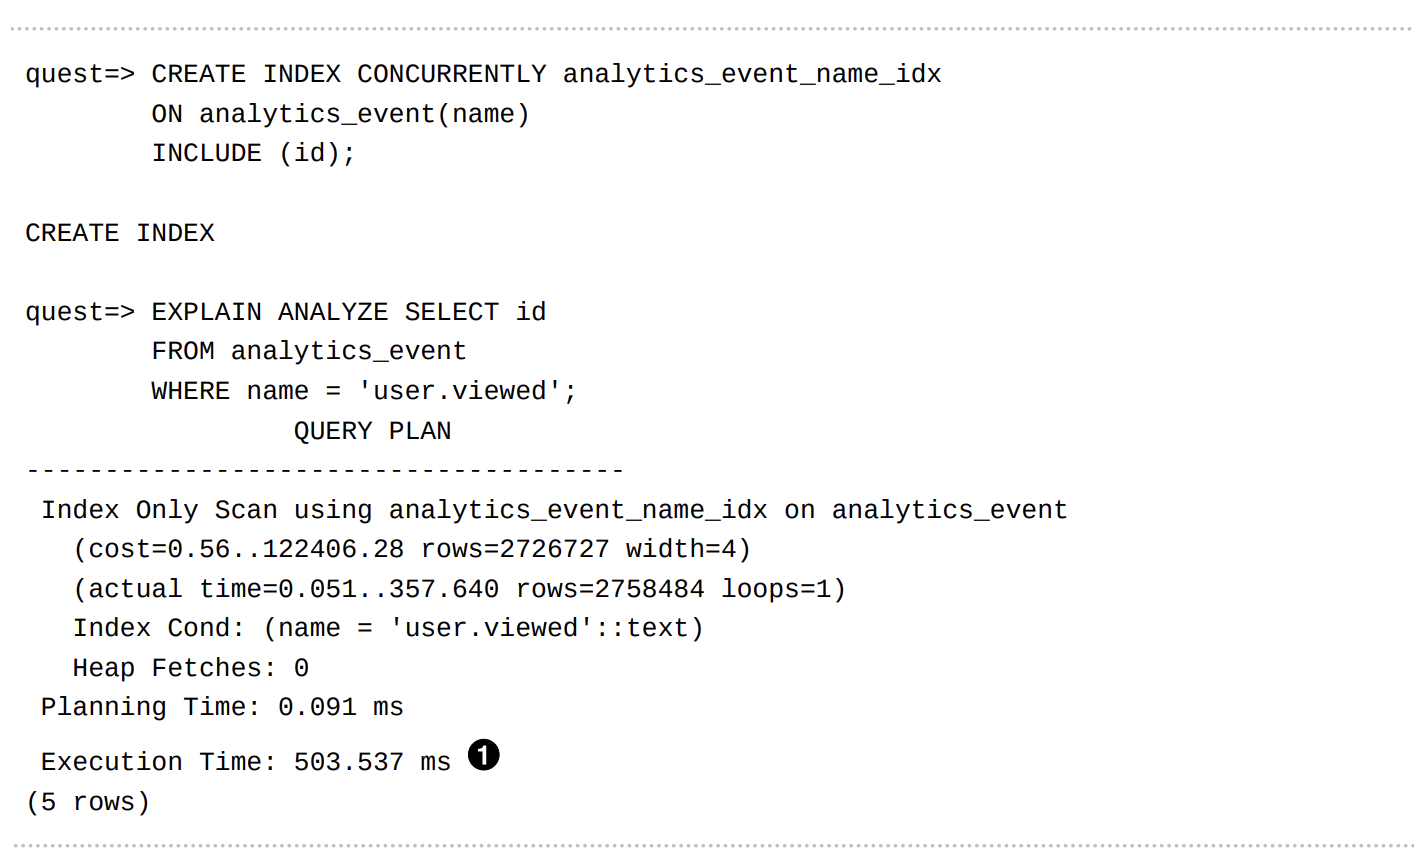 quest=> CREATE INDEX CONCURRENTLY analytics_event_name_idx
        ON analytics_event(name)
        INCLUDE (id);

CREATE INDEX

quest=> EXPLAIN ANALYZE SELECT id
        FROM analytics_event
        WHERE name = 'user.viewed';
                 QUERY PLAN
--------------------------------------
 Index Only Scan using analytics_event_name_idx on analytics_event
   (cost=0.56..122406.28 rows=2726727 width=4)
   (actual time=0.051..357.640 rows=2758484 loops=1)
   Index Cond: (name = 'user.viewed'::text)
   Heap Fetches: 0
 Planning Time: 0.091 ms
 Execution Time: 503.537 ms ❶
(5 rows)